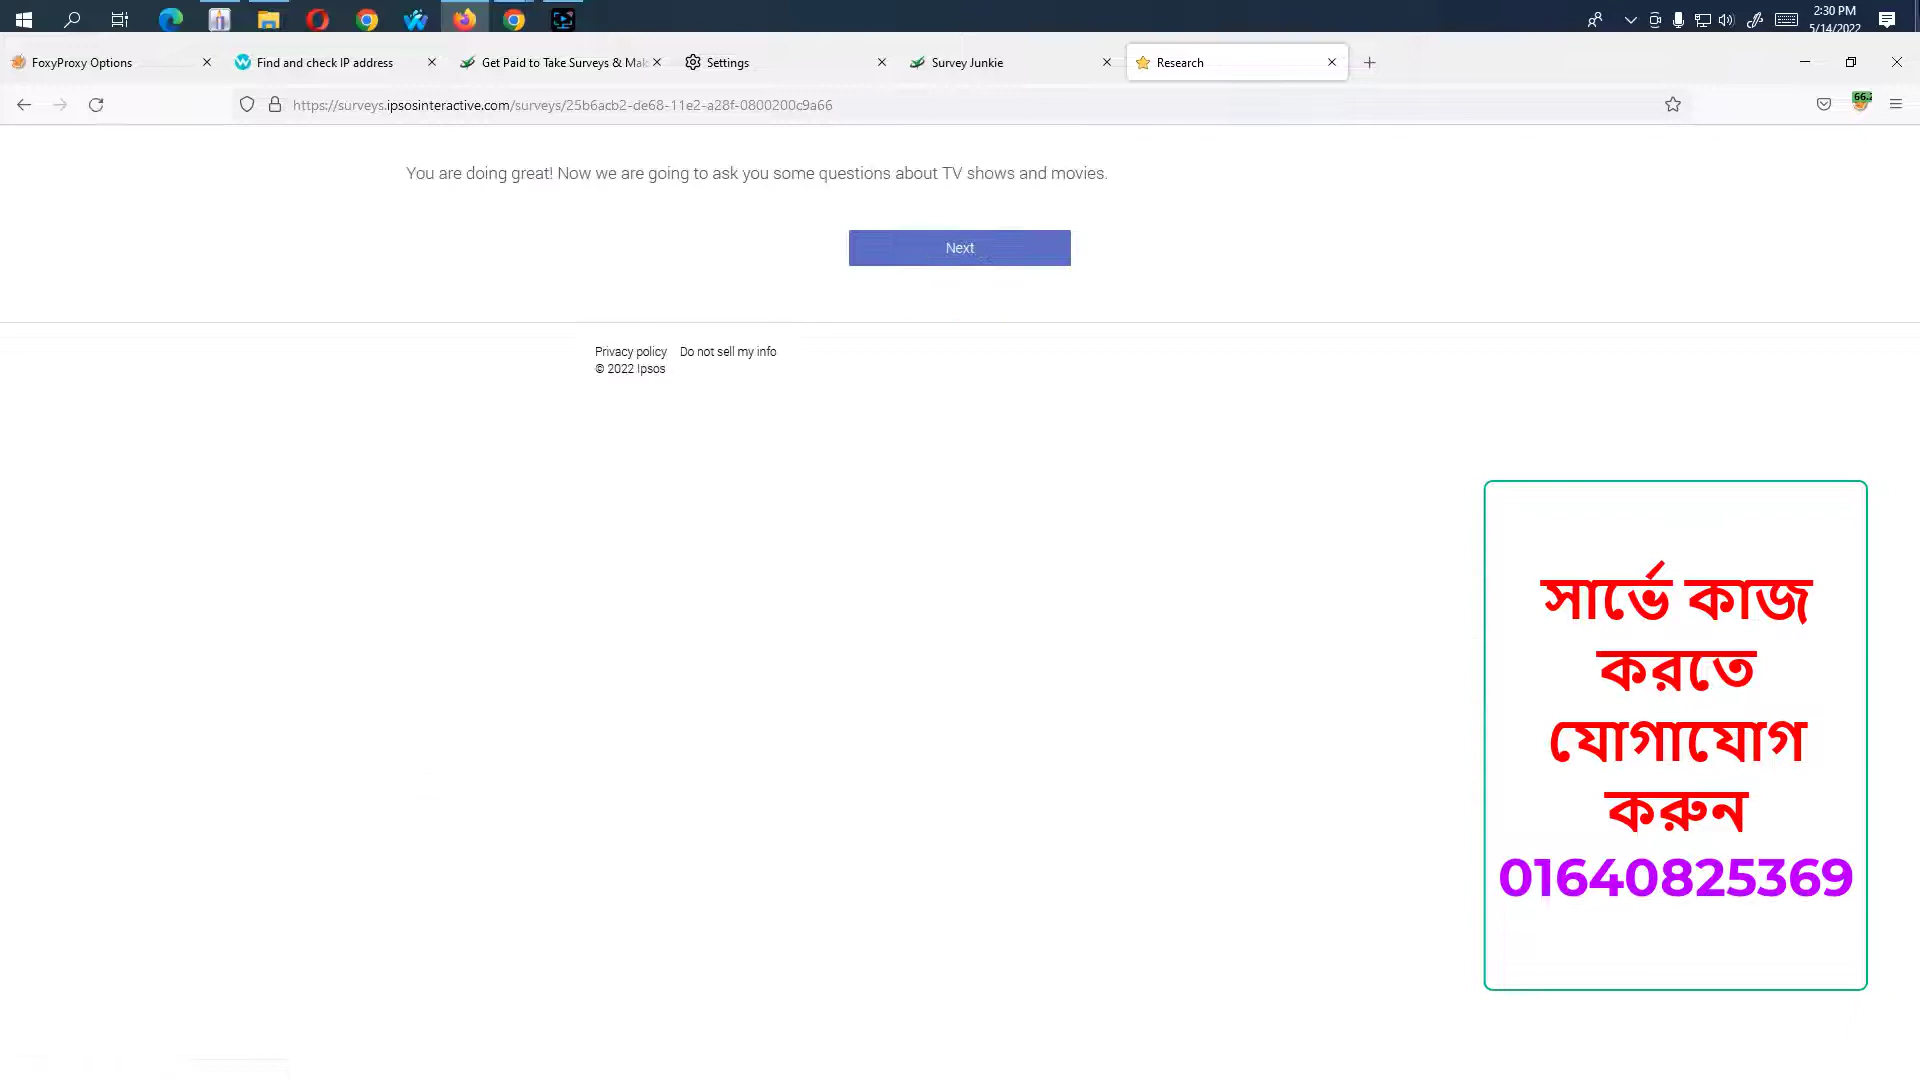 2:30 PM
5/14/2022
FoxyProxy Options
Find and check IP address
Get Paid to Take Surveys & Mak
Settings
Survey Junkie
Research
https://surveys.ipsosinteractive.com/surveys/25b6acb2-de68-11e2-a28f-0800200c9a66
66.2
You are doing great! Now we are going to ask you some questions about TV shows and movies.
Next
Privacy policy Do not sell my info
© 2022 Ipsos
সার্ভে কাজ
করতে
যোগাযোগ
করুন
01640825369